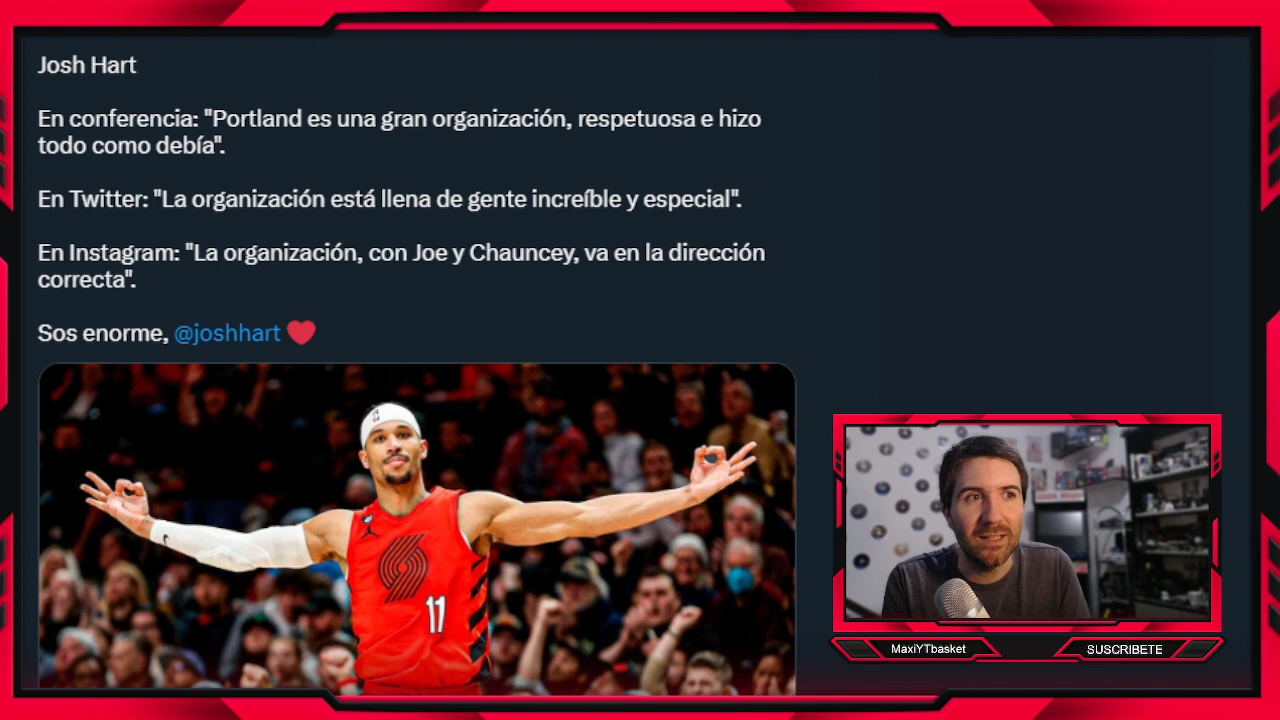 Josh Hart
En conferencia: "Portland es una gran organización, respetuosa e hizo
todo como debía".
En Twitter: "La organización está llena de gente increíble y especial".
En Instagram: "La organización, con Joe y Chauncey, va en la dirección
correcta".
Sos enorme, @joshhart ❤️
11
MaxiYTbasket
SUSCRIBETE